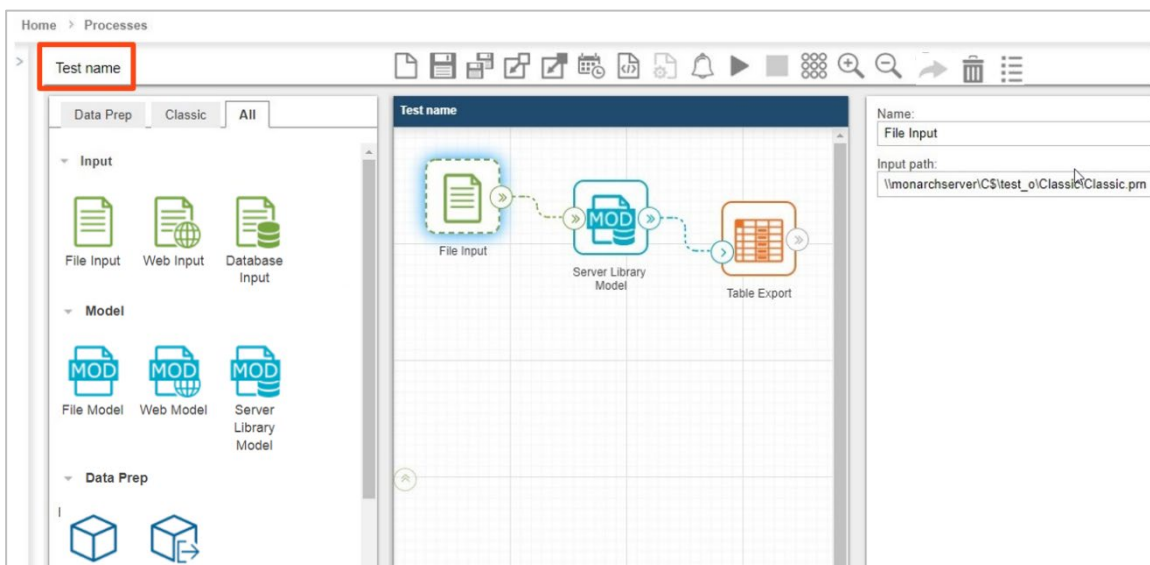 Home > Processes
>
Test name
Data Prep Classic All
Input
File Input Web Input Database
Input
Model
MOD MOD MOD
File Model Web Model Server
Library
Model
Data Prep
Test name
File Input
MOD
Server Library
Model
Table Export
Name:
File Input
Input path:
\\monarchserver\C$\test_o\Classic\Classic.prn